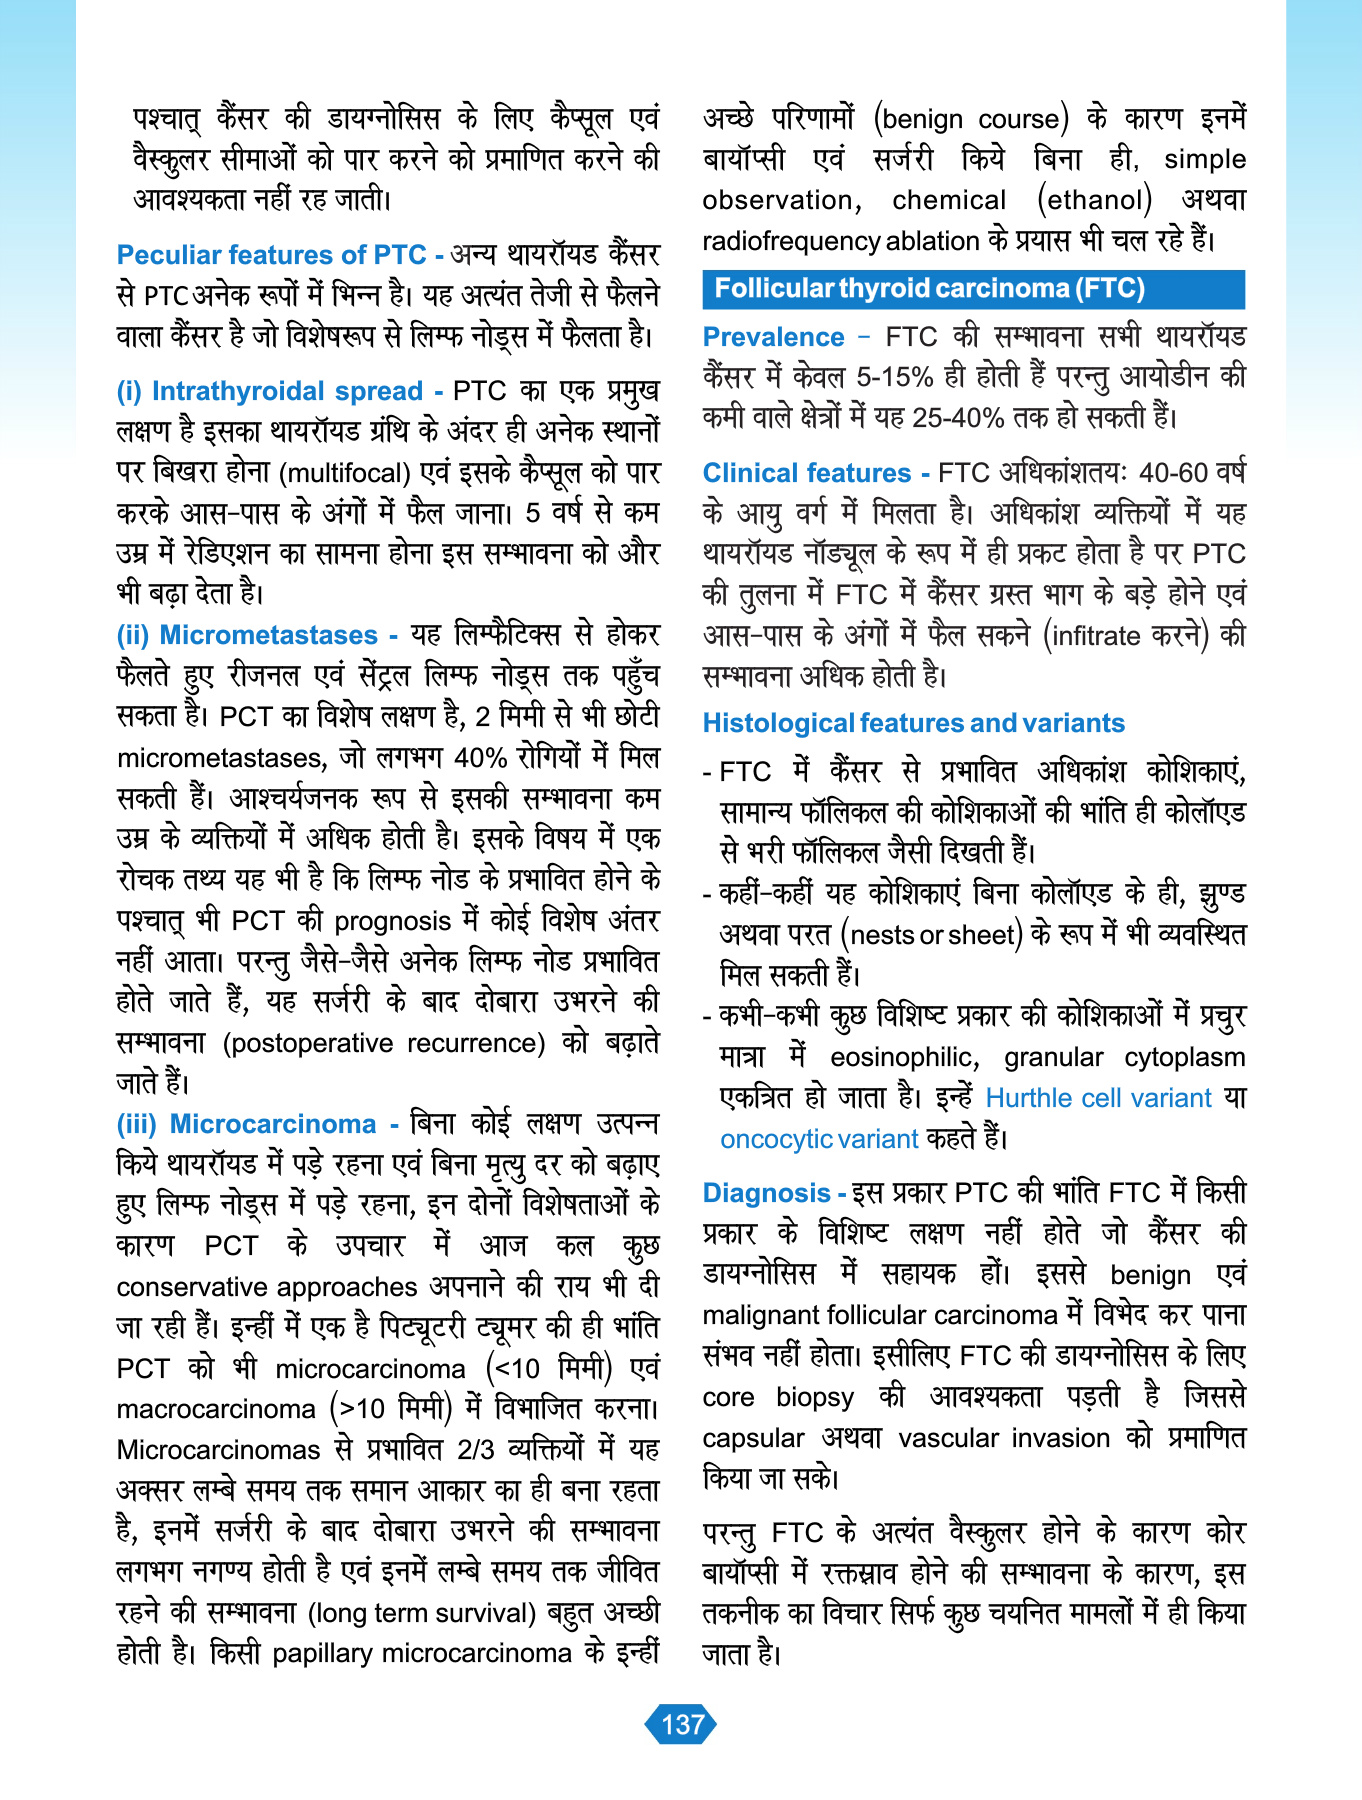 पश्चात् कैंसर की डायग्नोसिस के लिए कैप्सूल एवं
वैस्कुलर सीमाओं को पार करने को प्रमाणित करने की
आवश्यकता नहीं रह जाती।
Peculiar features of PTC - अन्य थायरॉयड कैंसर
से PTC अनेक रूपों में भिन्न है। यह अत्यंत तेजी से फैलने
वाला कैंसर है जो विशेषरूप से लिम्फ नोड्स में फैलता है।
(i) Intrathyroidal spread - PTC का एक प्रमुख
लक्षण है इसका थायरॉयड ग्रंथि के अंदर ही अनेक स्थानों
पर बिखरा होना (multifocal) एवं इसके कैप्सूल को पार
करके आस-पास के अंगों में फैल जाना। 5 वर्ष से कम
उम्र में रेडिएशन का सामना होना इस सम्भावना को और
भी बढ़ा देता है।
(ii) Micrometastases - यह लिम्फैटिक्स से होकर
फैलते हुए रीजनल एवं सेंट्रल लिम्फ नोड्स तक पहुँच
सकता है। PCT का विशेष लक्षण है, 2 मिमी से भी छोटी
micrometastases, जो लगभग 40% रोगियों में मिल
सकती हैं। आश्चर्यजनक रूप से इसकी सम्भावना कम
उम्र के व्यक्तियों में अधिक होती है। इसके विषय में एक
रोचक तथ्य यह भी है कि लिम्फ नोड के प्रभावित होने के
पश्चात् भी PCT की prognosis में कोई विशेष अंतर
नहीं आता। परन्तु जैसे-जैसे अनेक लिम्फ नोड प्रभावित
होते जाते हैं, यह सर्जरी के बाद दोबारा उभरने की
सम्भावना (postoperative recurrence) को बढ़ाते
जाते हैं।
(iii) Microcarcinoma - बिना कोई लक्षण उत्पन्न
किये थायरॉयड में पड़े रहना एवं बिना मृत्यु दर को बढ़ाए
हुए लिम्फ नोड्स में पड़े रहना, इन दोनों विशेषताओं के
कारण PCT के उपचार में आज कल कुछ
conservative approaches अपनाने की राय भी दी
जा रही हैं। इन्हीं में एक है पिट्यूटरी ट्यूमर की ही भांति
PCT को भी microcarcinoma (<10 मिमी) एवं
macrocarcinoma (>10 मिमी) में विभाजित करना।
Microcarcinomas से प्रभावित 2/3 व्यक्तियों में यह
अक्सर लम्बे समय तक समान आकार का ही बना रहता
है, इनमें सर्जरी के बाद दोबारा उभरने की सम्भावना
लगभग नगण्य होती है एवं इनमें लम्बे समय तक जीवित
रहने की सम्भावना (long term survival) बहुत अच्छी
होती है। किसी papillary microcarcinoma के इन्हीं
अच्छे परिणामों (benign course) के कारण इनमें
बायॉप्सी एवं सर्जरी किये बिना ही, simple
observation, chemical (ethanol) अथवा
radiofrequency ablation के प्रयास भी चल रहे हैं।
Follicular thyroid carcinoma (FTC)
Prevalence - FTC की सम्भावना सभी थायरॉयड
कैंसर में केवल 5-15% ही होती हैं परन्तु आयोडीन की
कमी वाले क्षेत्रों में यह 25-40% तक हो सकती हैं।
Clinical features - FTC अधिकांशतयः 40-60 वर्ष
के आयु वर्ग में मिलता है। अधिकांश व्यक्तियों में यह
थायरॉयड नॉड्यूल के रूप में ही प्रकट होता है पर PTC
की तुलना में FTC में कैंसर ग्रस्त भाग के बड़े होने एवं
आस-पास के अंगों में फैल सकने (infitrate करने) की
सम्भावना अधिक होती है।
Histological features and variants
- FTC में कैंसर से प्रभावित अधिकांश कोशिकाएं,
सामान्य फॉलिकल की कोशिकाओं की भांति ही कोलॉएड
से भरी फॉलिकल जैसी दिखती हैं।
- कहीं-कहीं यह कोशिकाएं बिना कोलॉएड के ही, झुण्ड
अथवा परत (nests or sheet) के रूप में भी व्यवस्थित
मिल सकती हैं।
- कभी-कभी कुछ विशिष्ट प्रकार की कोशिकाओं में प्रचुर
मात्रा में eosinophilic, granular cytoplasm
एकत्रित हो जाता है। इन्हें Hurthle cell variant या
oncocytic variant कहते हैं।
Diagnosis - इस प्रकार PTC की भांति FTC में किसी
प्रकार के विशिष्ट लक्षण नहीं होते जो कैंसर की
डायग्नोसिस में सहायक हों। इससे benign एवं
malignant follicular carcinoma में विभेद कर पाना
संभव नहीं होता। इसीलिए FTC की डायग्नोसिस के लिए
core biopsy की आवश्यकता पड़ती है जिससे
capsular अथवा vascular invasion को प्रमाणित
किया जा सके।
परन्तु FTC के अत्यंत वैस्कुलर होने के कारण कोर
बायॉप्सी में रक्तस्राव होने की सम्भावना के कारण, इस
तकनीक का विचार सिर्फ कुछ चयनित मामलों में ही किया
जाता है।
137